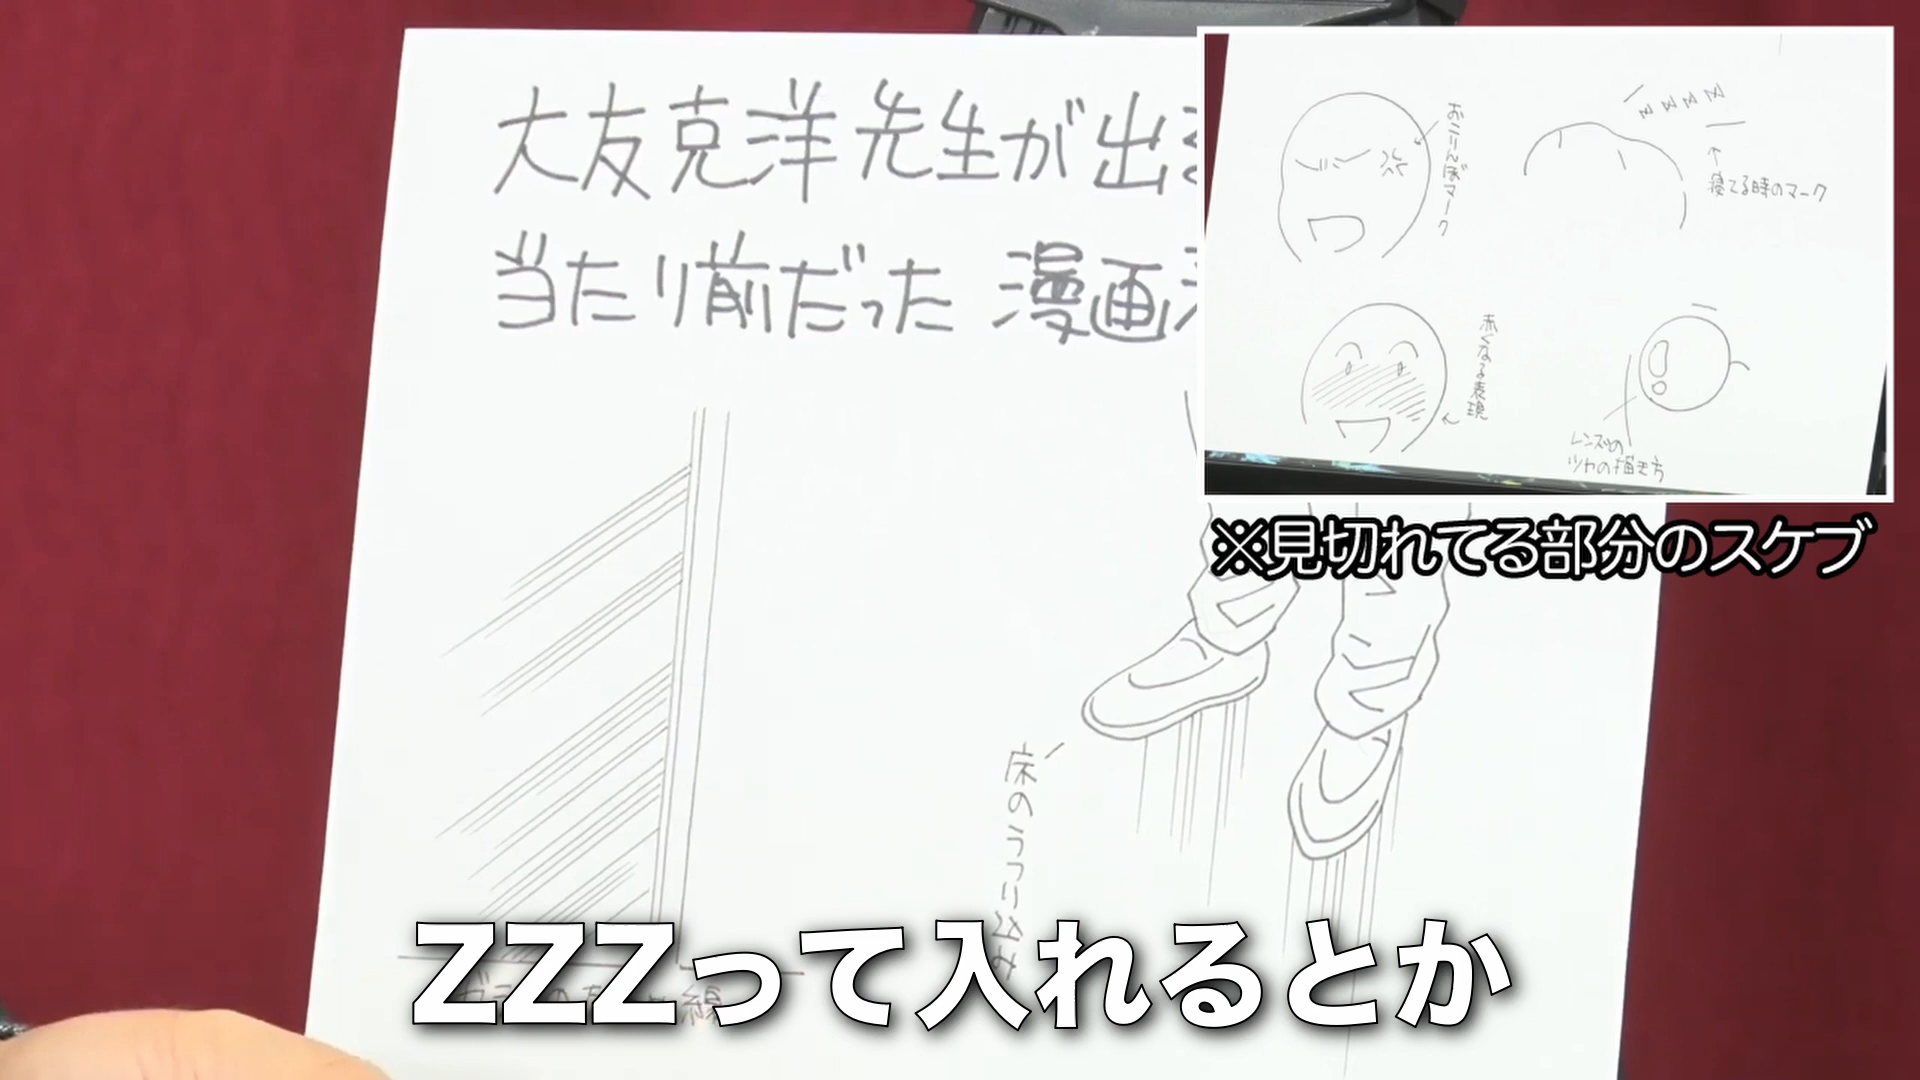 大友克洋先生が出る
当たり前だった漫画
おこりんぼマーク
寝てる時のマーク
赤くなる表現
レンズの
ツヤの描き方
※見切れてる部分のスケブ
床のうつり込み
ZZZって入れるとか